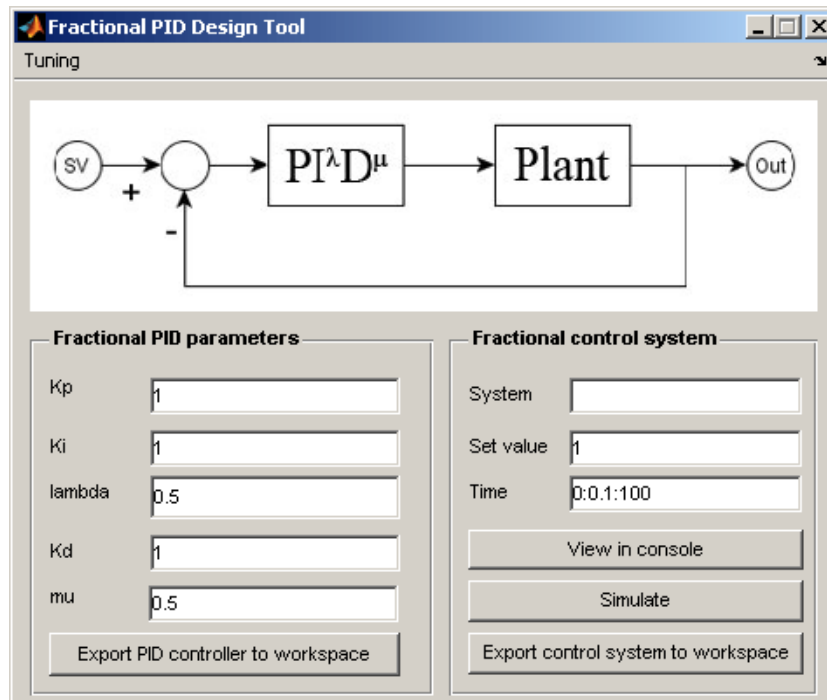 Fractional PID Design Tool
Tuning
SV
+
-
PI^λD^μ
Plant
Out
Fractional PID parameters
Kp
1
Ki
1
lambda
0.5
Kd
1
mu
0.5
Export PID controller to workspace
Fractional control system
System
Set value
1
Time
0:0.1:100
View in console
Simulate
Export control system to workspace